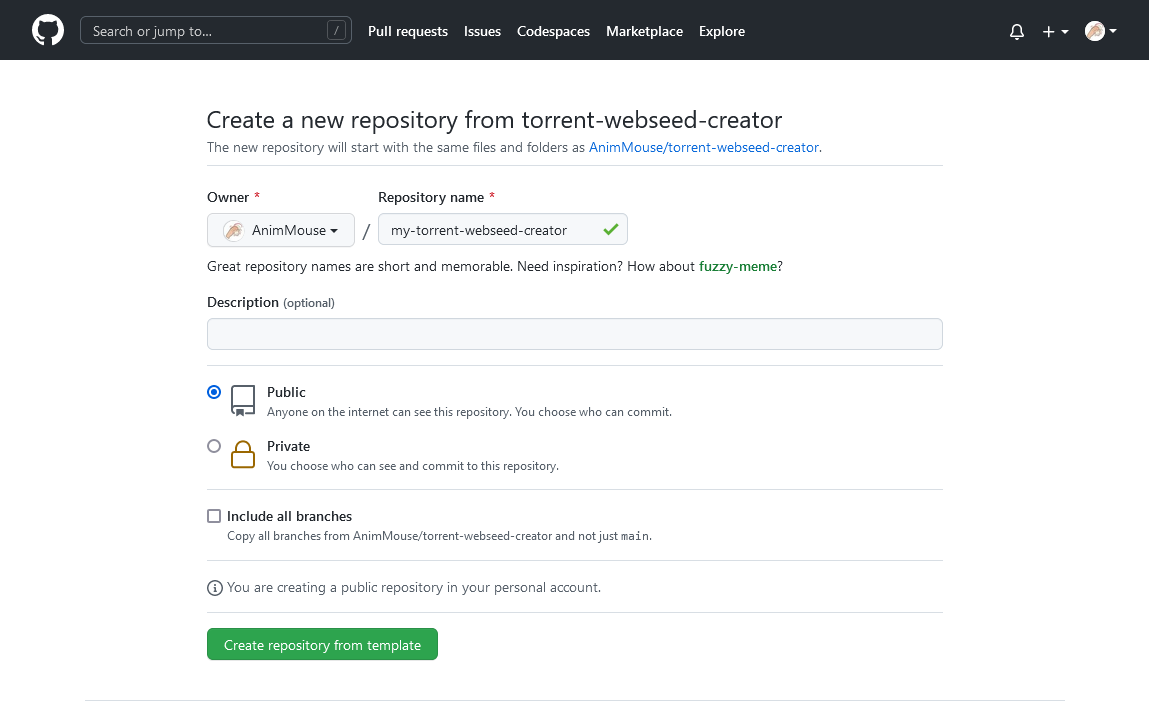 Search or jump to... /
Pull requests Issues Codespaces Marketplace Explore
Create a new repository from torrent-webseed-creator
The new repository will start with the same files and folders as AnimMouse/torrent-webseed-creator.
Owner * Repository name *
AnimMouse / my-torrent-webseed-creator
Great repository names are short and memorable. Need inspiration? How about fuzzy-meme?
Description (optional)
Public
Anyone on the internet can see this repository. You choose who can commit.
Private
You choose who can see and commit to this repository.
Include all branches
Copy all branches from AnimMouse/torrent-webseed-creator and not just main.
You are creating a public repository in your personal account.
Create repository from template